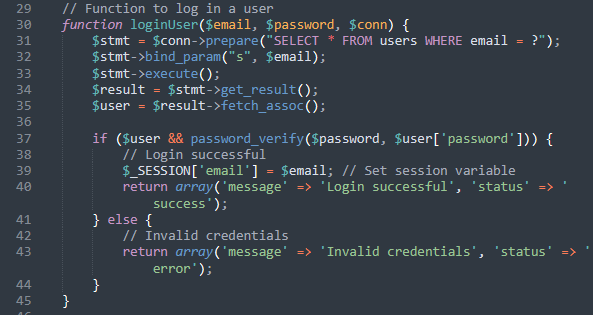 29 // Function to log in a user
30 function loginUser($email, $password, $conn) {
31     $stmt = $conn->prepare("SELECT * FROM users WHERE email = ?");
32     $stmt->bind_param("s", $email);
33     $stmt->execute();
34     $result = $stmt->get_result();
35     $user = $result->fetch_assoc();
36
37     if ($user && password_verify($password, $user['password'])) {
38         // Login successful
39         $_SESSION['email'] = $email; // Set session variable
40         return array('message' => 'Login successful', 'status' => '
success');
41     } else {
42         // Invalid credentials
43         return array('message' => 'Invalid credentials', 'status' => '
error');
44     }
45 }